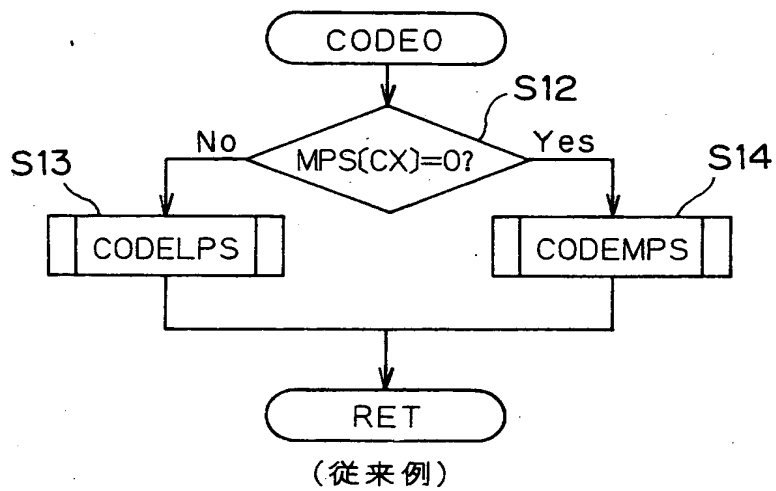 CODE0
S12
No
Yes
MPS(CX)=0?
S13
S14
CODELPS
CODEMPS
RET
(従来例)